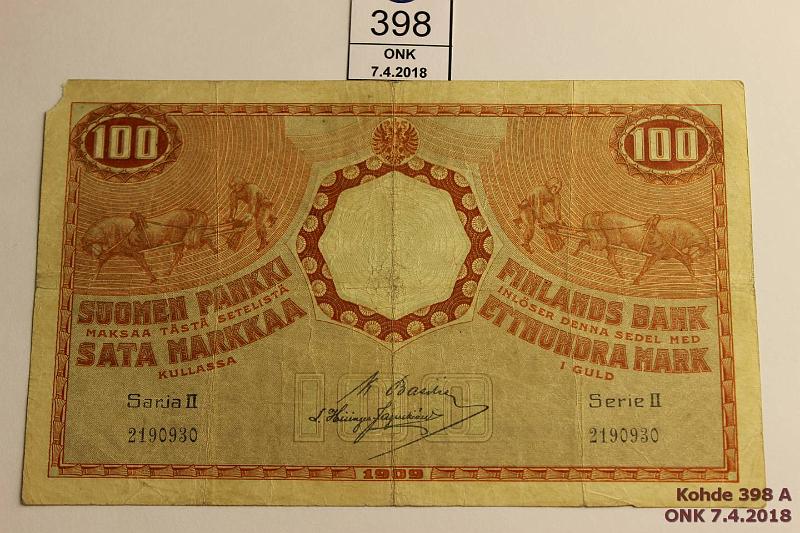 398
ONK
7.4.2018
100
100
SUOMEN PANKKI
MAKSAA TÄSTÄ SETELISTÄ
SATA MARKKAA
KULLASSA
FINLANDS BANK
INLÖSER DENNA SEDEL MED
ETTHUNDRA MARK
I GULD
Sarja II
2190930
Serie II
2190930
100
1909
Kohde 398 A
ONK 7.4.2018